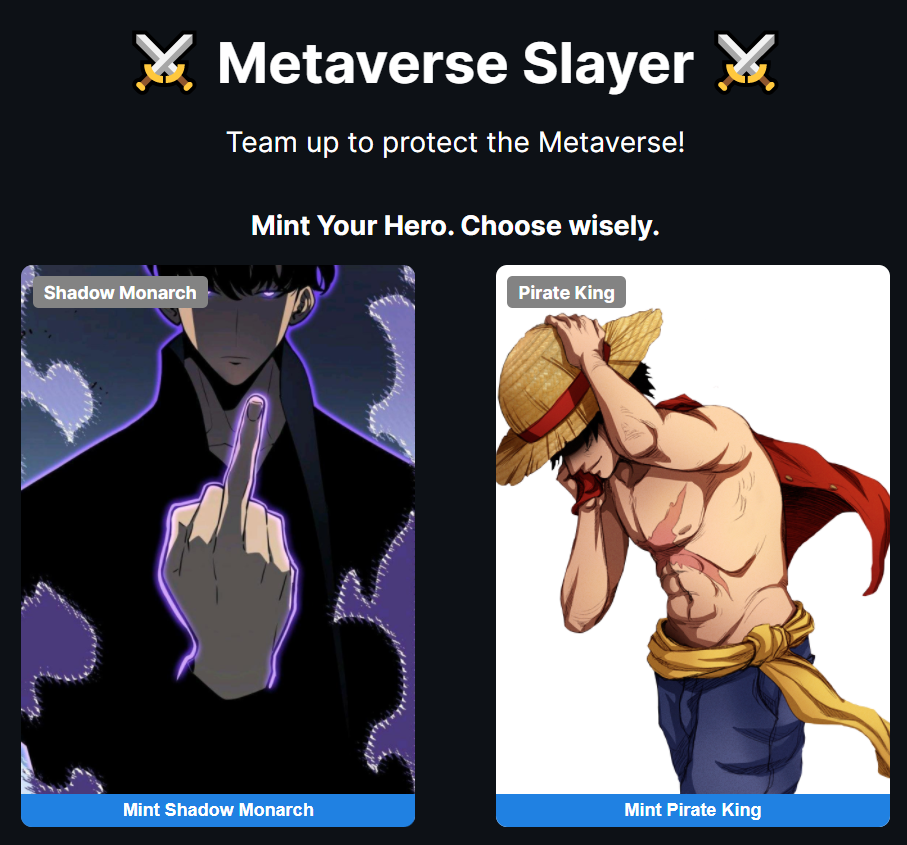 ⚔️ Metaverse Slayer ⚔️
Team up to protect the Metaverse!
Mint Your Hero. Choose wisely.
Shadow Monarch
Pirate King
Mint Shadow Monarch
Mint Pirate King